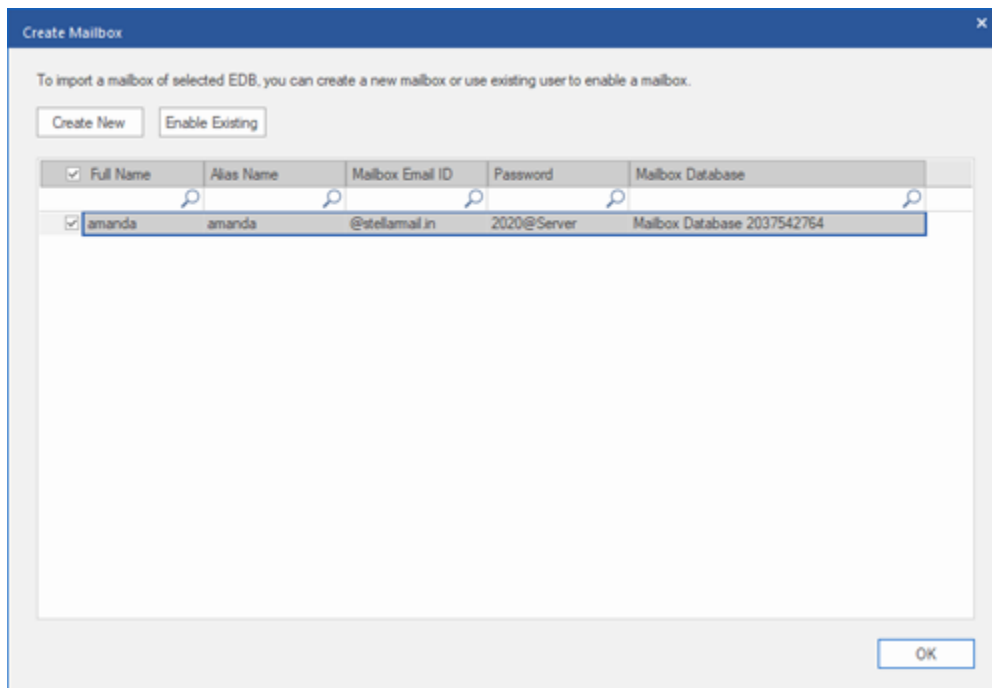 Create Mailbox
To import a mailbox of selected EDB, you can create a new mailbox or use existing user to enable a mailbox.
Create New Enable Existing
Full Name Alias Name Mailbox Email ID Password Mailbox Database
amanda amanda @stellarmail.in 2020@Server Mailbox Database 2037542764
OK